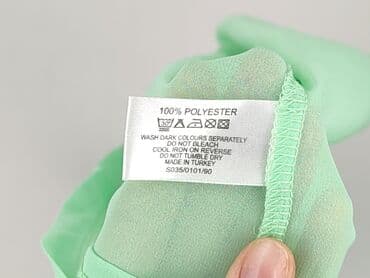 100% POLYESTER
WASH DARK COLOURS SEPARATELY
DO NOT BLEACH
COOL IRON ON REVERSE
DO NOT TUMBLE DRY
MADE IN TURKEY
S035/0101/90